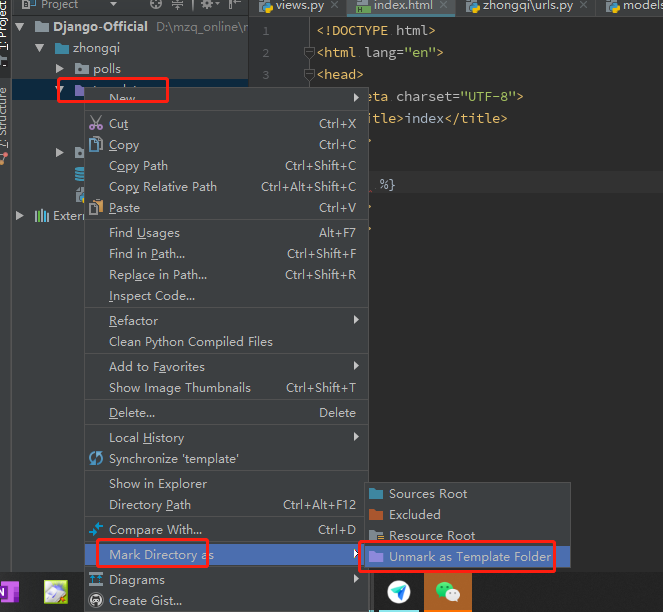 1: Project
Project
views.py
index.html
zhongqi\urls.py
models
Django-Official D:\mzq_online\
zhongqi
polls
1
2
3
<!DOCTYPE html>
<html lang="en">
<head>
eta charset="UTF-8">
itle>index</title>
>
%}
>
>
7: Structure
Extern
New
Cut Ctrl+X
Copy Ctrl+C
Copy Path Ctrl+Shift+C
Copy Relative Path Ctrl+Alt+Shift+C
Paste Ctrl+V
Find Usages Alt+F7
Find in Path... Ctrl+Shift+F
Replace in Path... Ctrl+Shift+R
Inspect Code...
Refactor
Clean Python Compiled Files
Add to Favorites
Show Image Thumbnails Ctrl+Shift+T
Delete... Delete
Local History
Synchronize 'template'
Show in Explorer
Directory Path Ctrl+Alt+F12
Compare With... Ctrl+D
Mark Directory as
Diagrams
Create Gist...
Sources Root
Excluded
Resource Root
Unmark as Template Folder
N